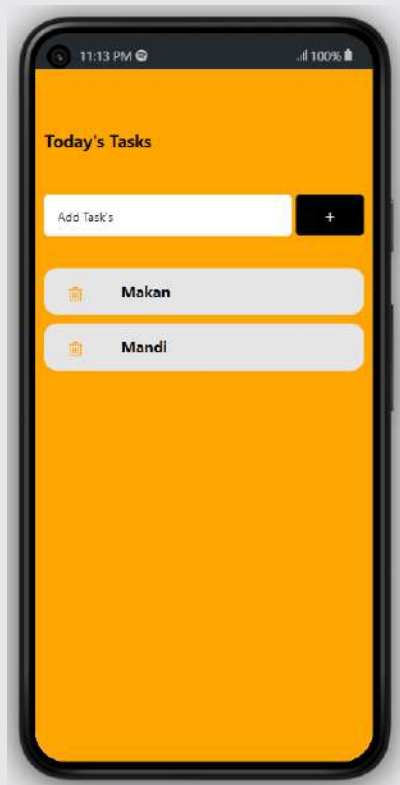 11:13 PM 100%
Today's Tasks
Add Task's
+
Makan
Mandi